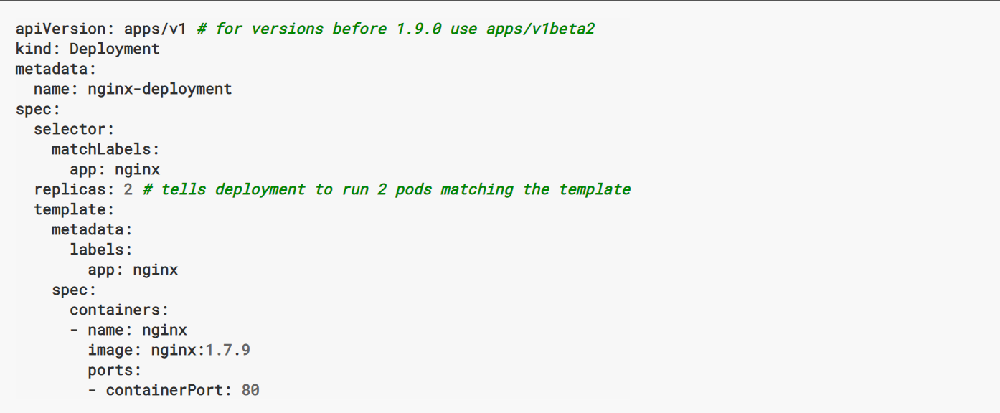 apiVersion: apps/v1 # for versions before 1.9.0 use apps/v1beta2
kind: Deployment
metadata:
  name: nginx-deployment
spec:
  selector:
    matchLabels:
      app: nginx
  replicas: 2 # tells deployment to run 2 pods matching the template
  template:
    metadata:
      labels:
        app: nginx
    spec:
      containers:
      - name: nginx
        image: nginx:1.7.9
        ports:
        - containerPort: 80